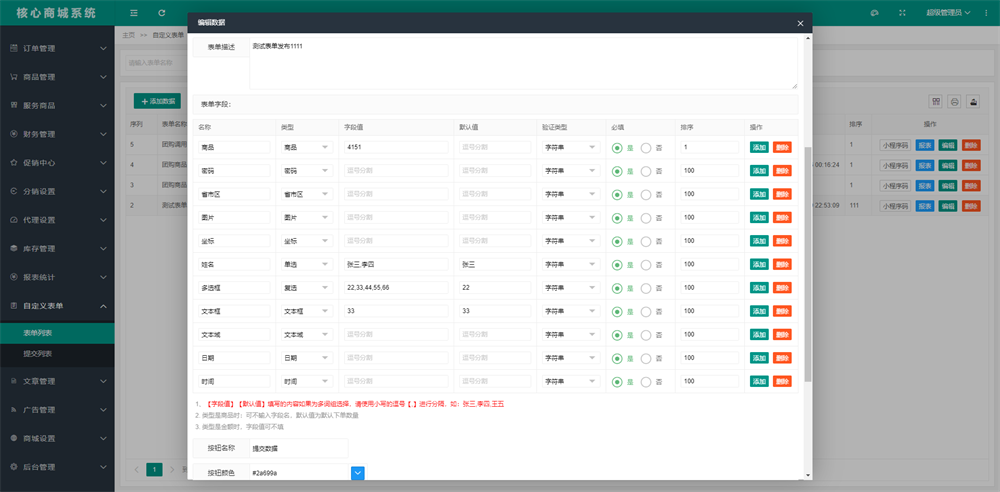 核心商城系统
超级管理员
订单管理
商品管理
服务商品
财务管理
促销中心
分销设置
代理设置
库存管理
报表统计
自定义表单
表单列表
提交列表
文章管理
广告管理
商城设置
后台管理
主页 >> 自定义表单
请输入表单名称
添加数据
序列 表单名称 排序 操作
5 团购商品 1 小程序码 报表 编辑 删除
4 团购商品 00:16:24 1 小程序码 报表 编辑 删除
3 团购商品 1 小程序码 报表 编辑 删除
2 测试表单 22:53:09 111 小程序码 报表 编辑 删除
1
编辑数据
表单描述 测试表单发布1111
表单字段：
名称 类型 字段值 默认值 验证类型 必填 排序 操作
商品 商品 4151 逗号分割 字符串 是 否 1 添加 删除
密码 密码 逗号分割 逗号分割 字符串 是 否 100 添加 删除
省市区 省市区 逗号分割 逗号分割 字符串 是 否 100 添加 删除
图片 图片 逗号分割 逗号分割 字符串 是 否 100 添加 删除
坐标 坐标 逗号分割 逗号分割 字符串 是 否 100 添加 删除
姓名 单选 张三,李四 张三 字符串 是 否 100 添加 删除
多选框 复选 22,33,44,55,66 22 字符串 是 否 100 添加 删除
文本框 文本框 33 33 字符串 是 否 100 添加 删除
文本域 文本域 逗号分割 逗号分割 字符串 是 否 100 添加 删除
日期 日期 逗号分割 逗号分割 字符串 是 否 100 添加 删除
时间 时间 逗号分割 逗号分割 字符串 是 否 100 添加 删除
1、【字段值】【默认值】填写的内容如果为多词组选择，请使用小写的逗号【,】进行分隔，如：张三,李四,王五
2. 类型是商品时：可不输入字段名，默认值为默认下单数量
3. 类型是金额时，字段值可不填
按钮名称 提交数据
按钮颜色 #2a699a